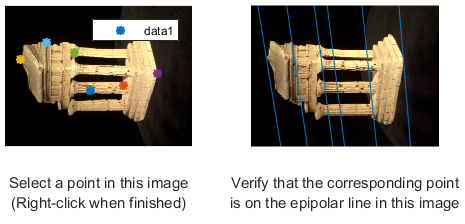 data1
Select a point in this image
(Right-click when finished)
Verify that the corresponding point
is on the epipolar line in this image